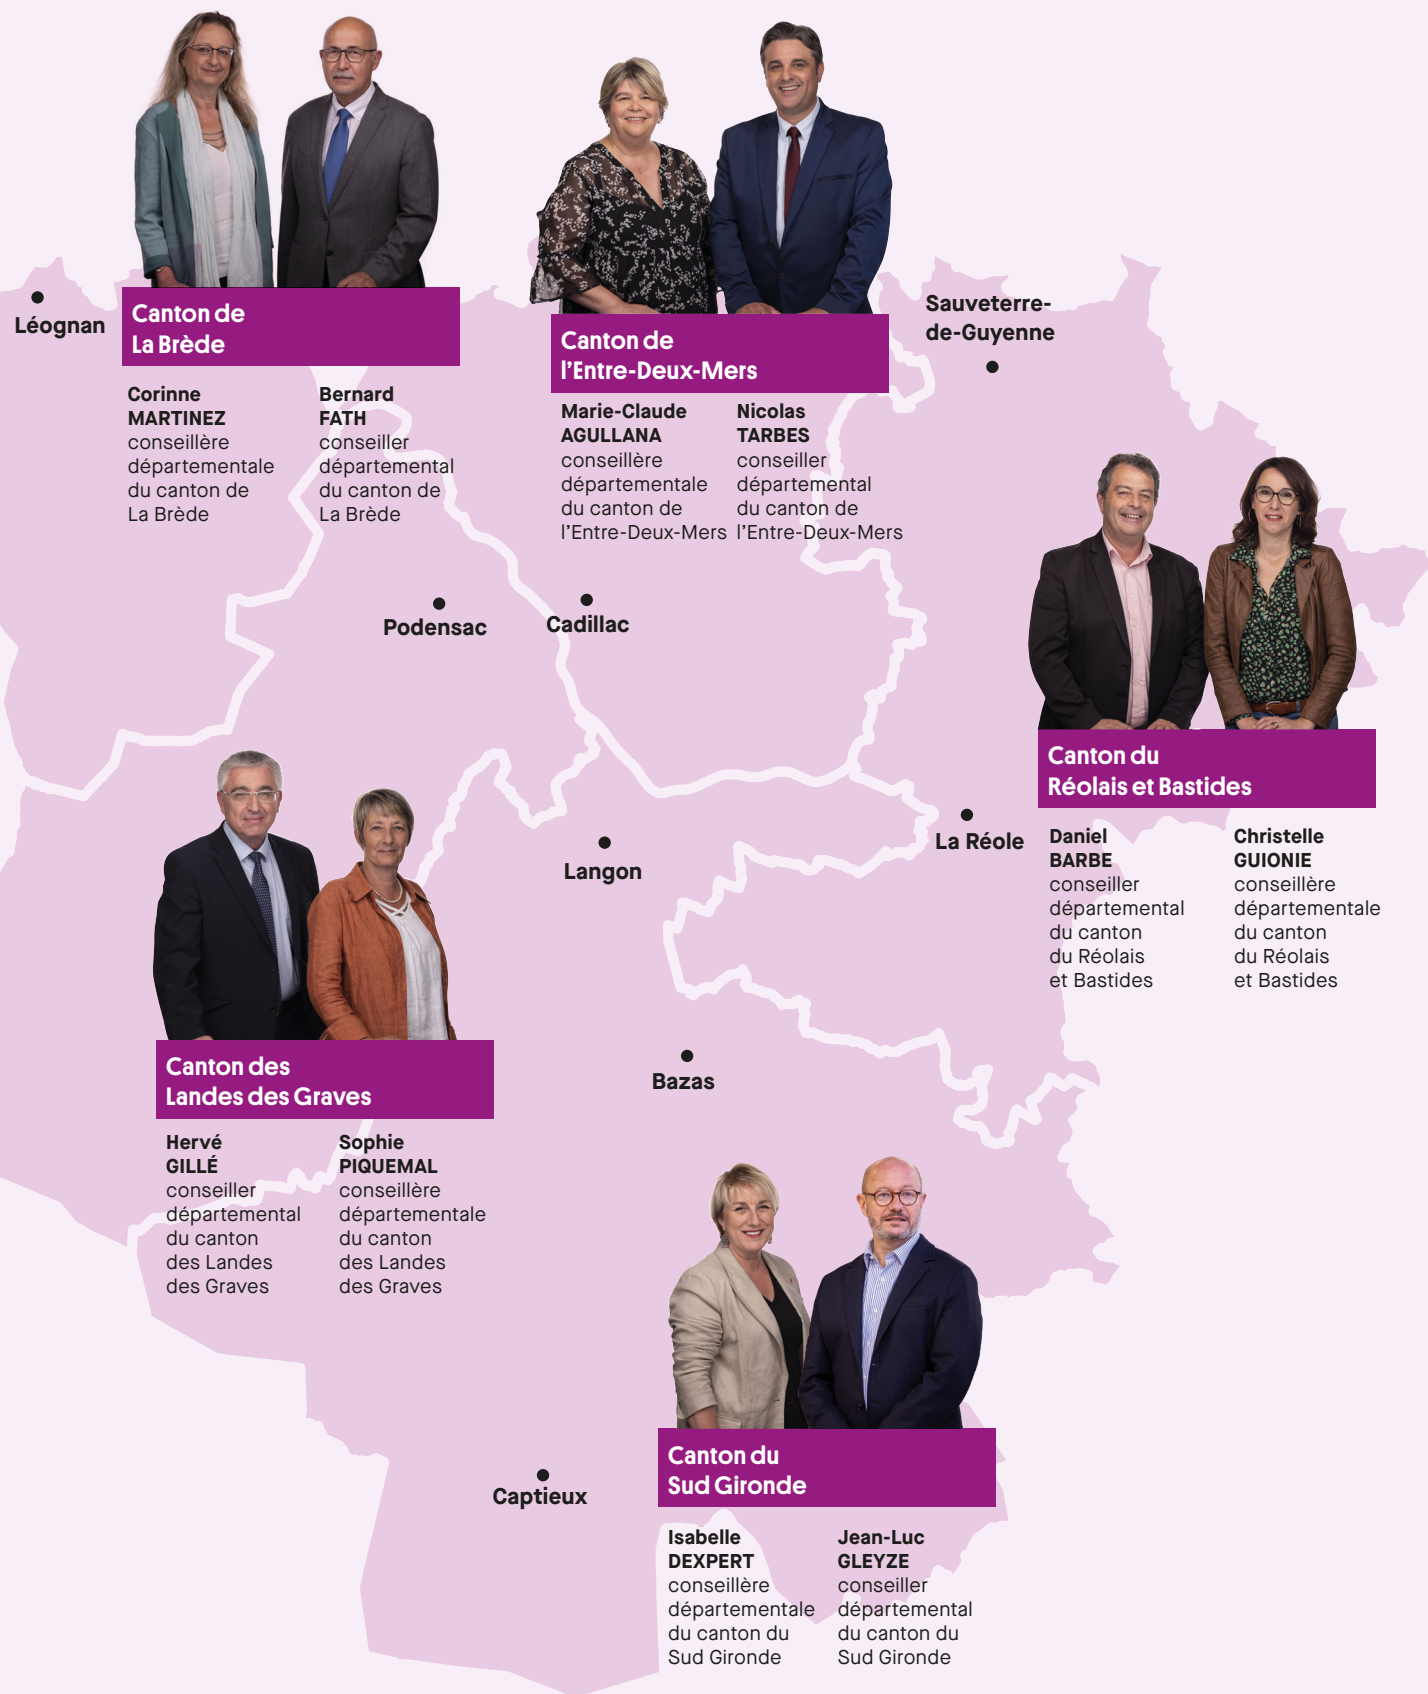 Léognan
Canton de
La Brède
Corinne
MARTINEZ
conseillère
départementale
du canton de
La Brède
Bernard
FATH
conseiller
départemental
du canton de
La Brède
Canton de
l'Entre-Deux-Mers
Marie-Claude
AGULLANA
conseillère
départementale
du canton de
l'Entre-Deux-Mers
Nicolas
TARBES
conseiller
départemental
du canton de
l'Entre-Deux-Mers
Sauveterre-
de-Guyenne
Podensac
Cadillac
Canton du
Réolais et Bastides
Daniel
BARBE
conseiller
départemental
du canton
du Réolais
et Bastides
Christelle
GUIONIE
conseillère
départementale
du canton
du Réolais
et Bastides
La Réole
Langon
Bazas
Canton des
Landes des Graves
Hervé
GILLÉ
conseiller
départemental
du canton
des Landes
des Graves
Sophie
PIQUEMAL
conseillère
départementale
du canton
des Landes
des Graves
Captieux
Canton du
Sud Gironde
Isabelle
DEXPERT
conseillère
départementale
du canton du
Sud Gironde
Jean-Luc
GLEYZE
conseiller
départemental
du canton du
Sud Gironde